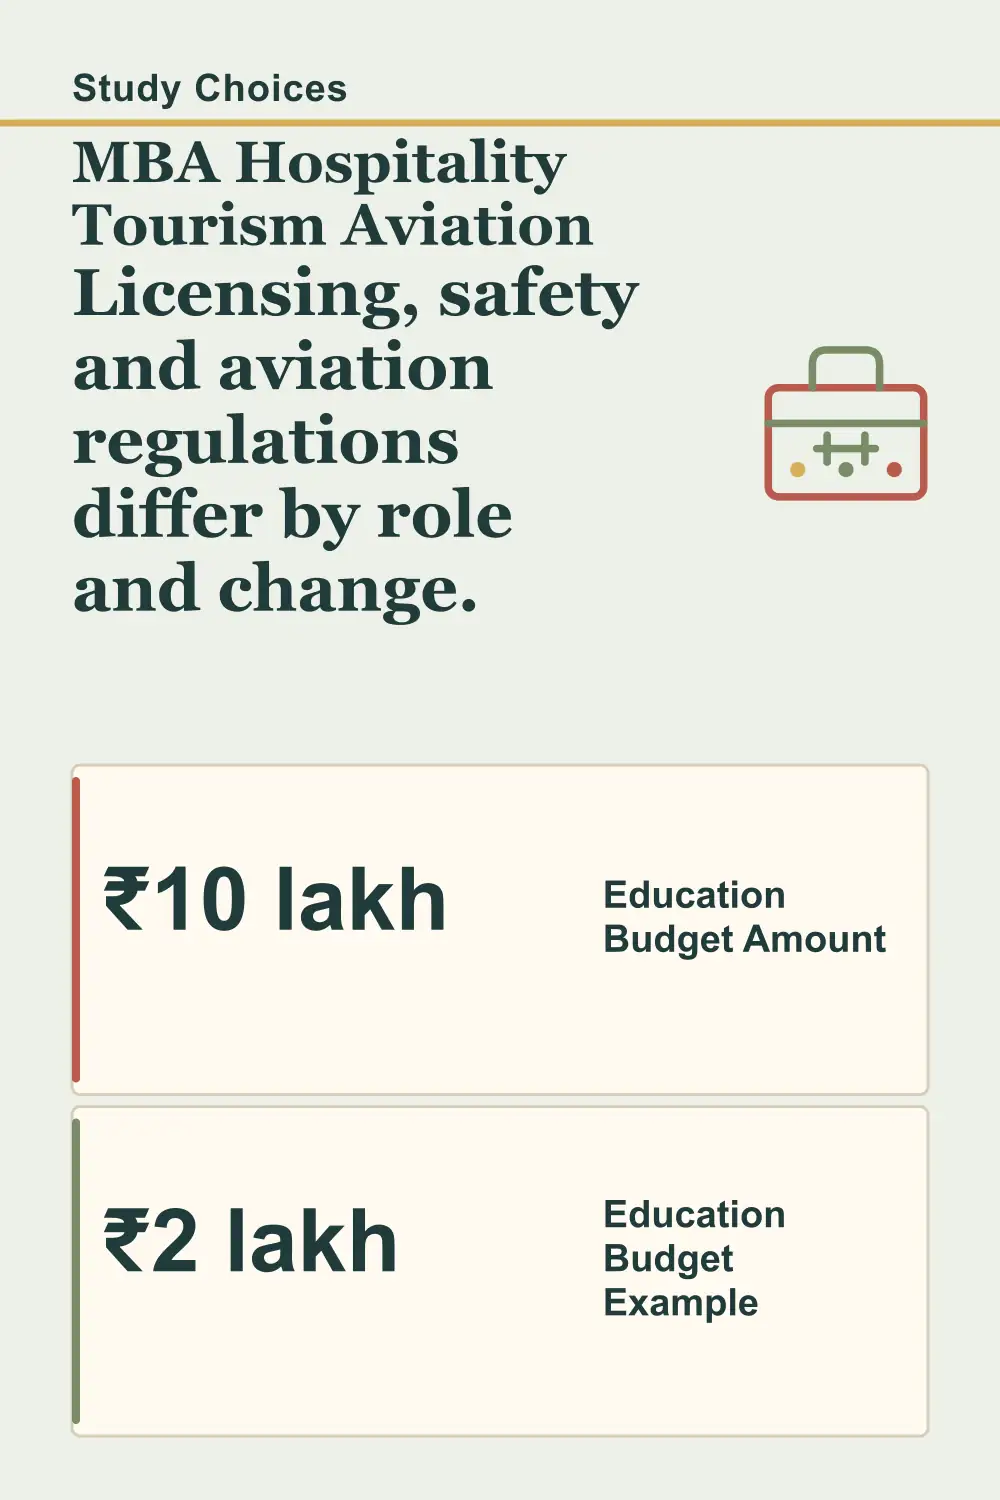 Study Choices
MBA Hospitality
Tourism Aviation
Licensing, safety
and aviation
regulations
differ by role
and change.
₹10 lakh
Education
Budget Amount
₹2 lakh
Education
Budget
Example